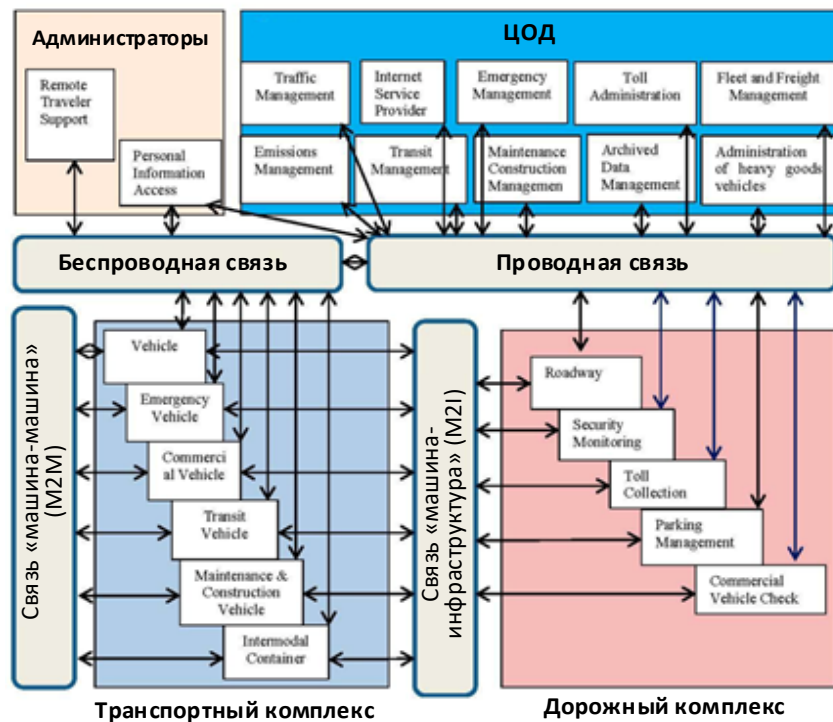 Администраторы
Remote
Traveler
Support
Personal
Information
Access
ЦОД
Traffic
Management
Internet
Service
Provider
Emergency
Management
Toll
Administration
Fleet and Freight
Management
Emissions
Management
Transit
Management
Maintenance
Construction
Managemen
Archived
Data
Management
Administration
of heavy goods
vehicles
Беспроводная связь
Проводная связь
Связь «машина-машина»
(M2M)
Vehicle
Emergency
Vehicle
Commerci
al Vehicle
Transit
Vehicle
Maintenance &
Construction
Vehicle
Intermodal
Container
Связь «машина-
инфраструктура» (M2I)
Roadway
Security
Monitoring
Toll
Collection
Parking
Management
Commercial
Vehicle Check
Транспортный комплекс
Дорожный комплекс